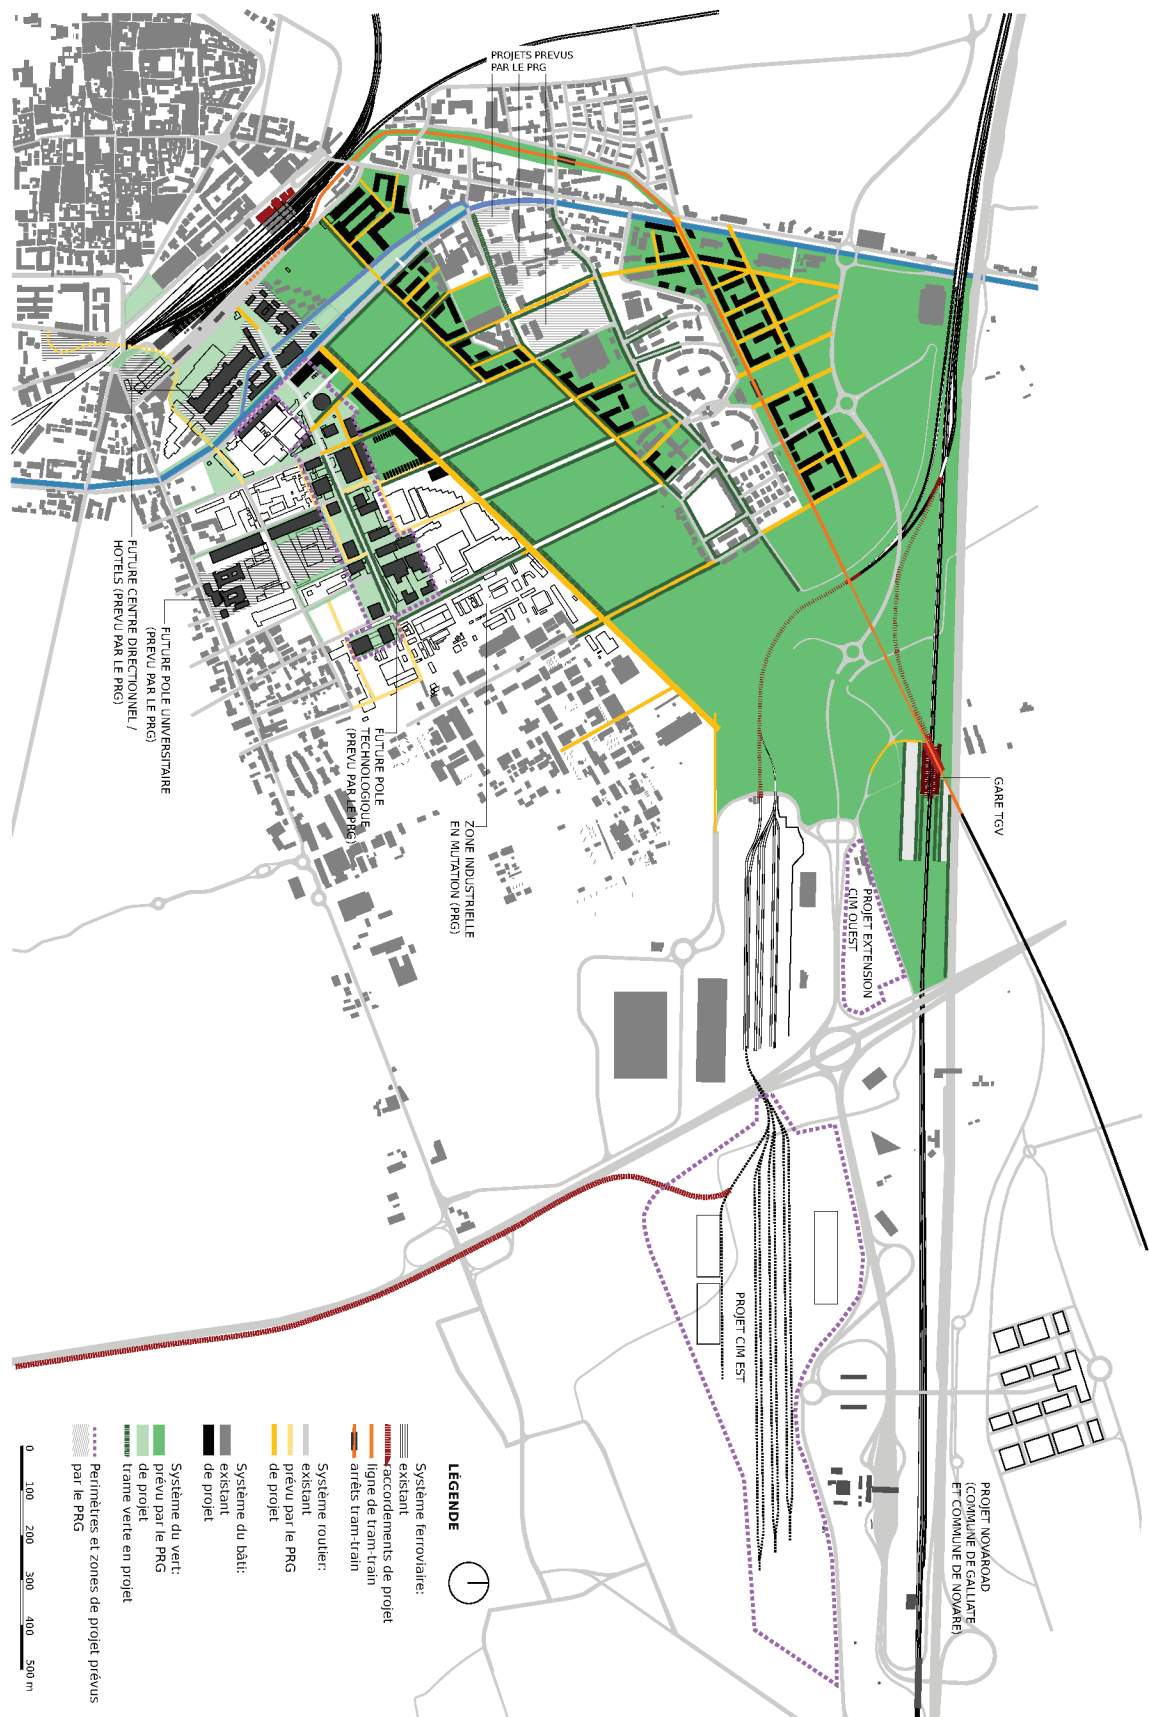 PROJETS PREVUS
PAR LE PRG
FUTURE CENTRE DIRECTIONNEL /
HOTELS (PREVU PAR LE PRG)
FUTURE POLE UNIVERSITAIRE
(PREVU PAR LE PRG)
FUTURE POLE
TECHNOLOGIQUE
(PREVU PAR LE PRG)
ZONE INDUSTRIELLE
EN MUTATION (PRG)
GARE TGV
PROJET EXTENSION
CIM OUEST
PROJET CIM EST
PROJET NOVAROAD
(COMMUNE DE GALLIATE
ET COMMUNE DE NOVARE)
LÉGENDE
Système ferroviaire:
existant
raccordements de projet
ligne de tram-train
arrêts tram-train
Système routier:
existant
prévu par le PRG
de projet
Système du bâti:
existant
de projet
Système du vert:
prévu par le PRG
de projet
trame verte en projet
Perimètres et zones de projet prévus
par le PRG
0 100 200 300 400 500 m